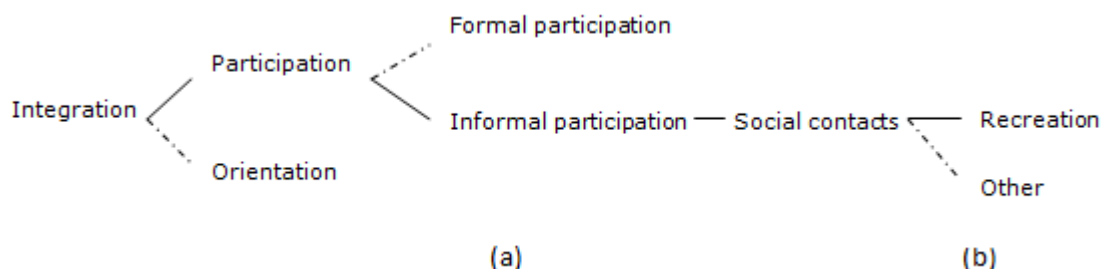 Formal participation
Participation
Integration
Informal participation
Social contacts
Recreation
Orientation
Other
(a)
(b)